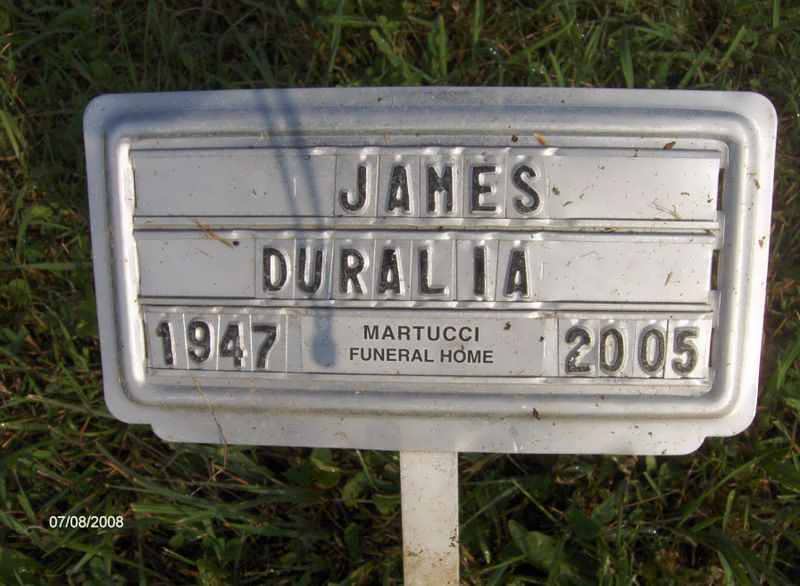 JAMES
DURALIA
1947 MARTUCCI FUNERAL HOME 2005
07/08/2008